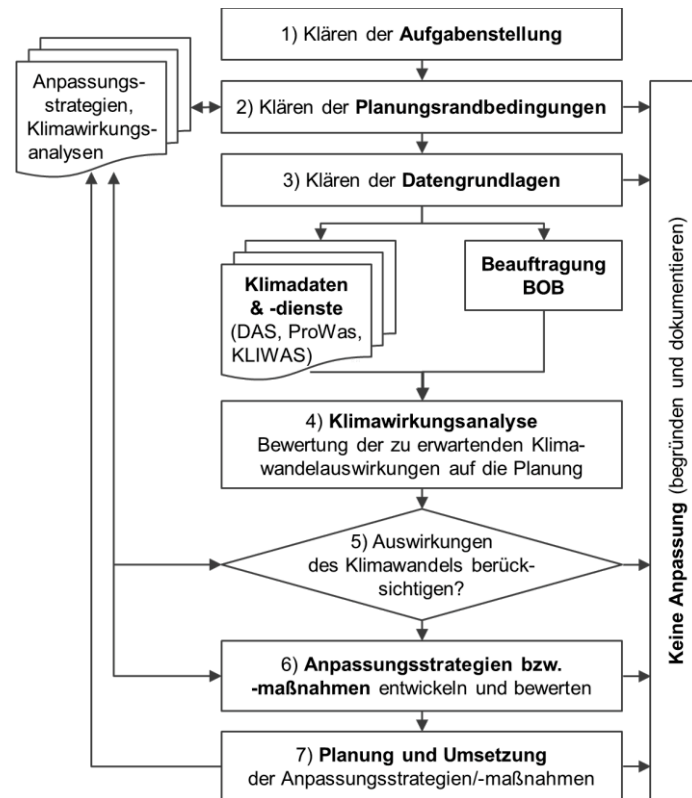 1) Klären der Aufgabenstellung
Anpassungs-
strategien,
Klimawirkungs-
analysen
2) Klären der Planungsrandbedingungen
3) Klären der Datengrundlagen
Klimadaten
& -dienste
(DAS, ProWas,
KLIWAS)
Beauftragung
BOB
4) Klimawirkungsanalyse
Bewertung der zu erwartenden Klima-
wandelauswirkungen auf die Planung
5) Auswirkungen
des Klimawandels berück-
sichtigen?
6) Anpassungsstrategien bzw.
-maßnahmen entwickeln und bewerten
7) Planung und Umsetzung
der Anpassungsstrategien/-maßnahmen
Keine Anpassung (begründen und dokumentieren)